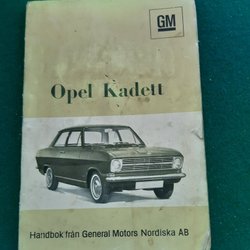 GM
Opel Kadett
Handbok från General Motors Nordiska AB